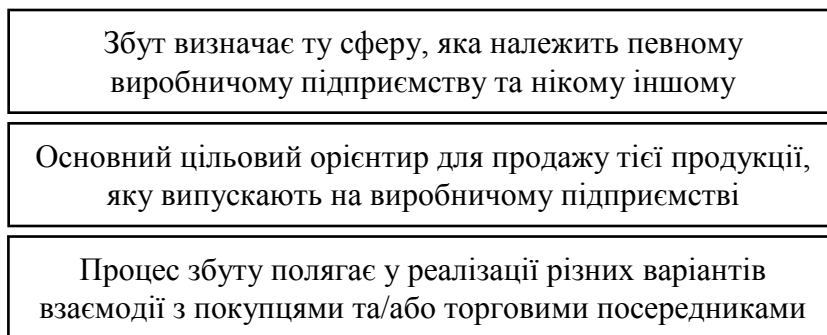 Збут визначає ту сферу, яка належить певному
виробничому підприємству та нікому іншому
Основний цільовий орієнтир для продажу тієї продукції,
яку випускають на виробничому підприємстві
Процес збуту полягає у реалізації різних варіантів
взаємодії з покупцями та/або торговими посередниками